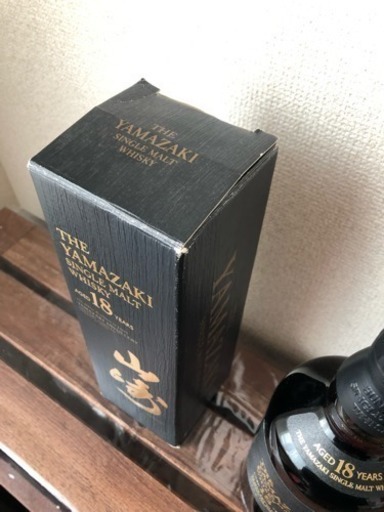 THE
YAMAZAKI
SINGLE MALT
WHISKY
THE
YAMAZAKI
SINGLE MALT
WHISKY
AGED 18 YEARS
山崎
YAMA
AGED 18 YEARS
THE YAMAZAKI SINGLE MALT